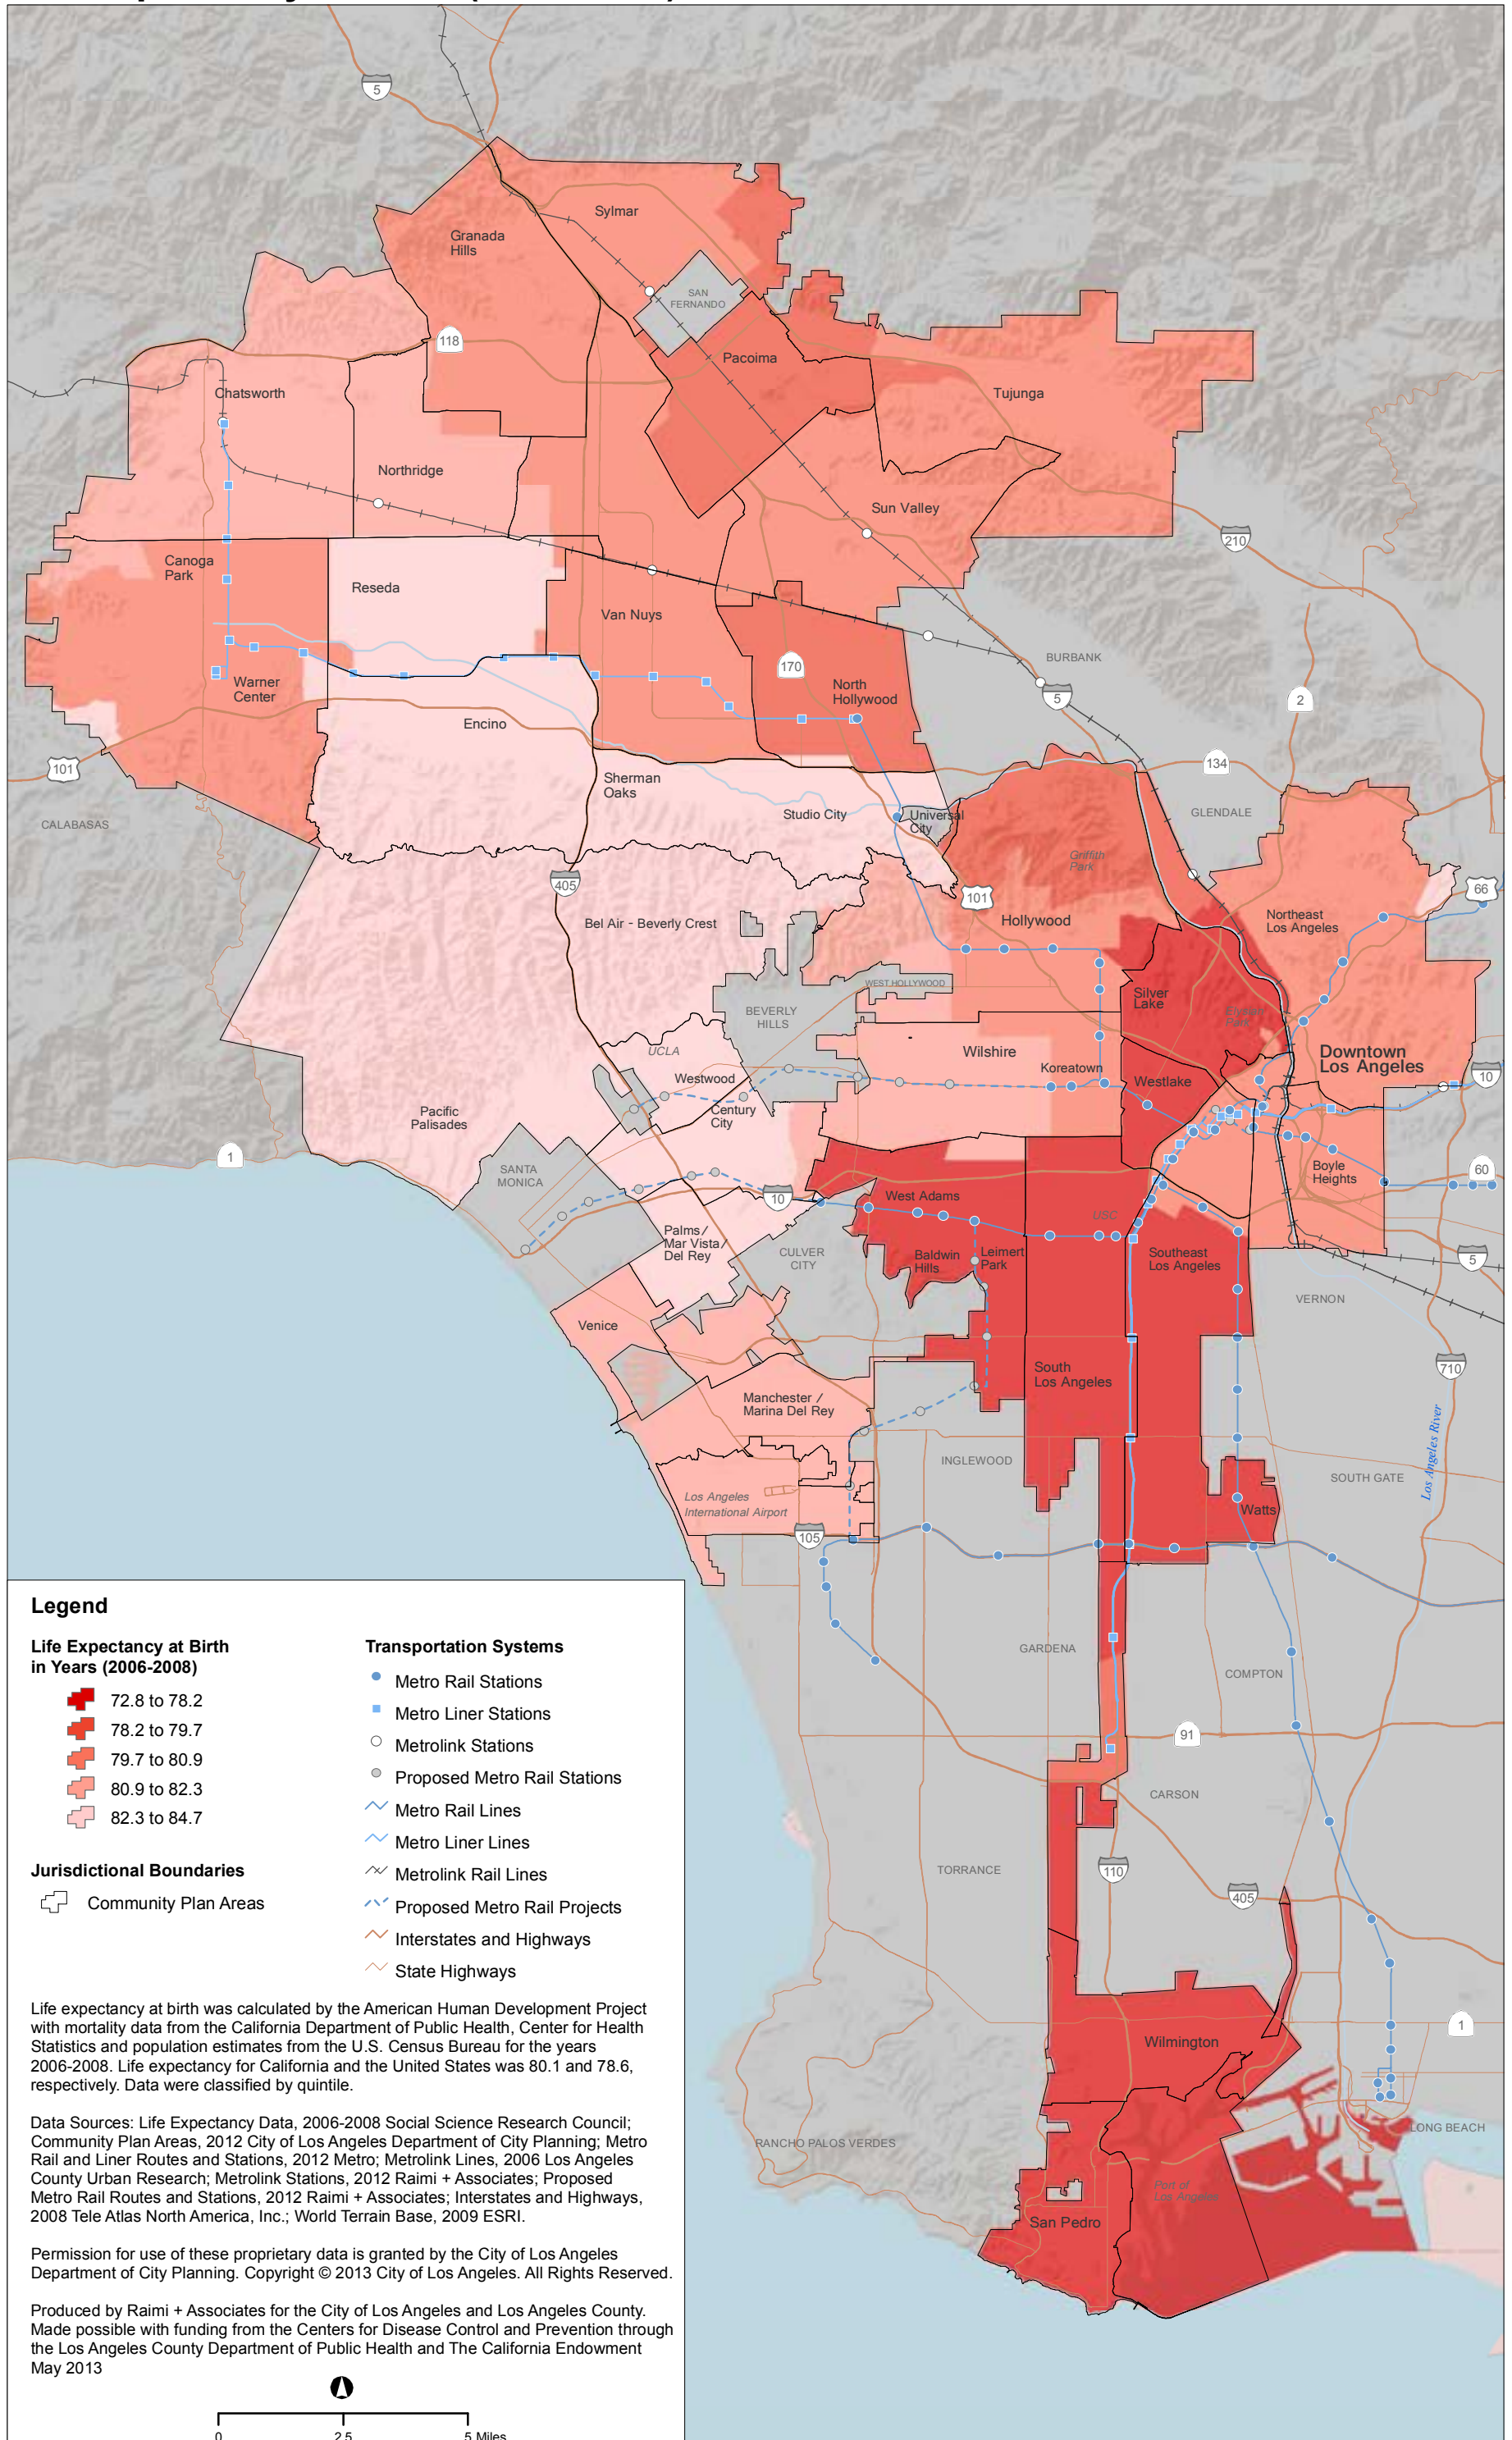 5
Sylmar
Granada
Hills
SAN
FERNANDO
118
Pacoima
Chatsworth
Tujunga
Northridge
Sun Valley
210
Canoga
Park
Reseda
Van Nuys
BURBANK
170
North
Hollywood
5
2
Warner
Center
Encino
101
134
Sherman
Oaks
Studio City
Universal
City
GLENDALE
CALABASAS
Griffith
Park
405
101
66
Bel Air - Beverly Crest
Hollywood
Northeast
Los Angeles
WEST HOLLYWOOD
Silver
Lake
Elysian
Park
BEVERLY
HILLS
UCLA
Wilshire
Koreatown
Downtown
Los Angeles
10
Westwood
Westlake
Century
City
Pacific
Palisades
1
SANTA
MONICA
Boyle
Heights
60
10
West Adams
USC
Palms/
Mar Vista/
Del Rey
CULVER
CITY
Baldwin
Hills
Leimert
Park
Southeast
Los Angeles
5
VERNON
Venice
South
Los Angeles
710
Manchester /
Marina Del Rey
Los Angeles River
INGLEWOOD
SOUTH GATE
Los Angeles
International Airport
Watts
105
GARDENA
COMPTON
91
CARSON
TORRANCE
110
405
Wilmington
1
RANCHO PALOS VERDES
LONG BEACH
Port of
Los Angeles
San Pedro
Legend
Life Expectancy at Birth
in Years (2006-2008)
72.8 to 78.2
78.2 to 79.7
79.7 to 80.9
80.9 to 82.3
82.3 to 84.7
Jurisdictional Boundaries
Community Plan Areas
Transportation Systems
Metro Rail Stations
Metro Liner Stations
Metrolink Stations
Proposed Metro Rail Stations
Metro Rail Lines
Metro Liner Lines
Metrolink Rail Lines
Proposed Metro Rail Projects
Interstates and Highways
State Highways
Life expectancy at birth was calculated by the American Human Development Project
with mortality data from the California Department of Public Health, Center for Health
Statistics and population estimates from the U.S. Census Bureau for the years
2006-2008. Life expectancy for California and the United States was 80.1 and 78.6,
respectively. Data were classified by quintile.
Data Sources: Life Expectancy Data, 2006-2008 Social Science Research Council;
Community Plan Areas, 2012 City of Los Angeles Department of City Planning; Metro
Rail and Liner Routes and Stations, 2012 Metro; Metrolink Lines, 2006 Los Angeles
County Urban Research; Metrolink Stations, 2012 Raimi + Associates; Proposed
Metro Rail Routes and Stations, 2012 Raimi + Associates; Interstates and Highways,
2008 Tele Atlas North America, Inc.; World Terrain Base, 2009 ESRI.
Permission for use of these proprietary data is granted by the City of Los Angeles
Department of City Planning. Copyright © 2013 City of Los Angeles. All Rights Reserved.
Produced by Raimi + Associates for the City of Los Angeles and Los Angeles County.
Made possible with funding from the Centers for Disease Control and Prevention through
the Los Angeles County Department of Public Health and The California Endowment
May 2013
0 2.5 5 Miles